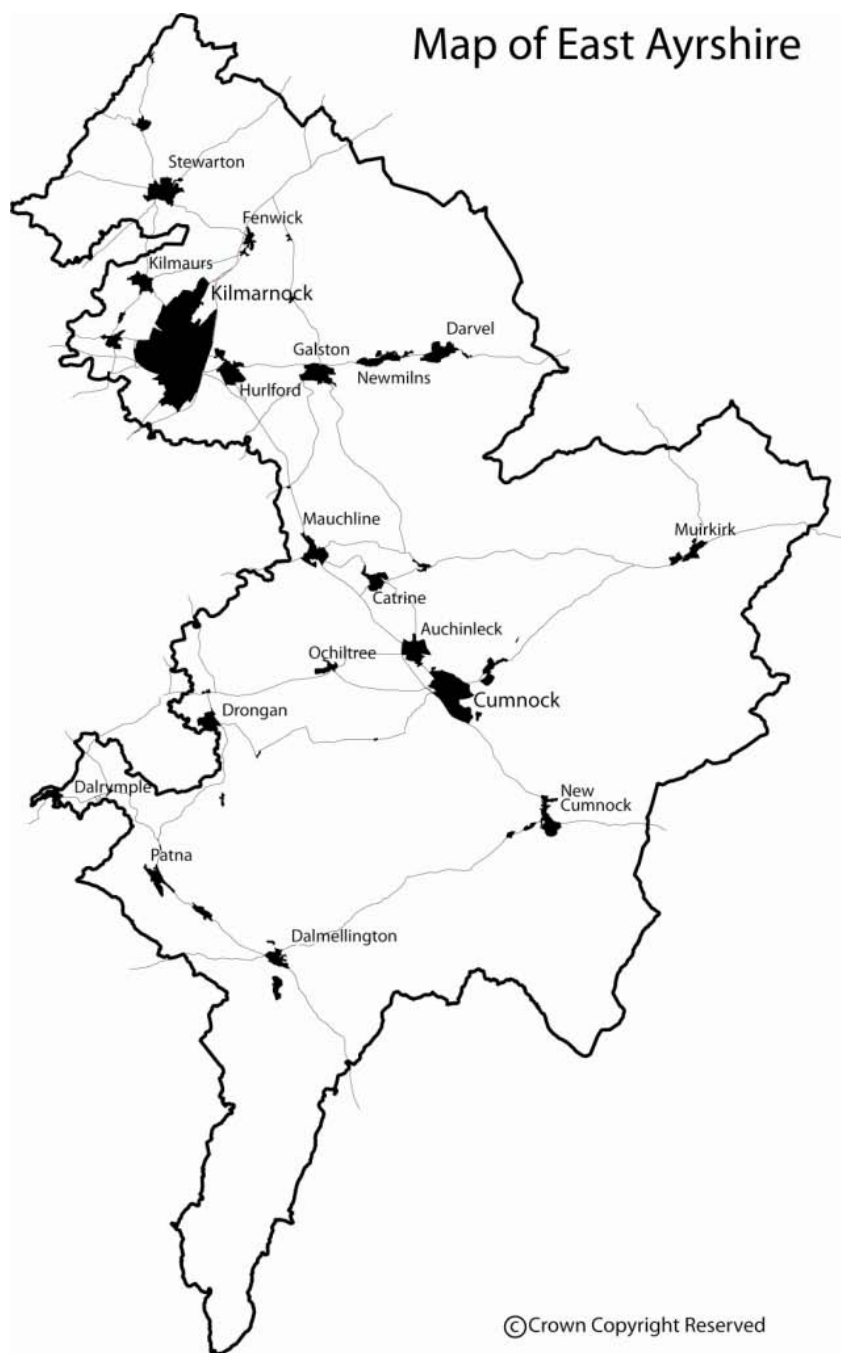 Map of East Ayrshire
Stewarton
Fenwick
Kilmaurs
Kilmarnock
Darvel
Galston
Newmilns
Hurlford
Mauchline
Muirkirk
Catrine
Auchinleck
Ochiltree
Cumnock
Drongan
Dalrymple
New
Cumnock
Patna
Dalmellington
©Crown Copyright Reserved